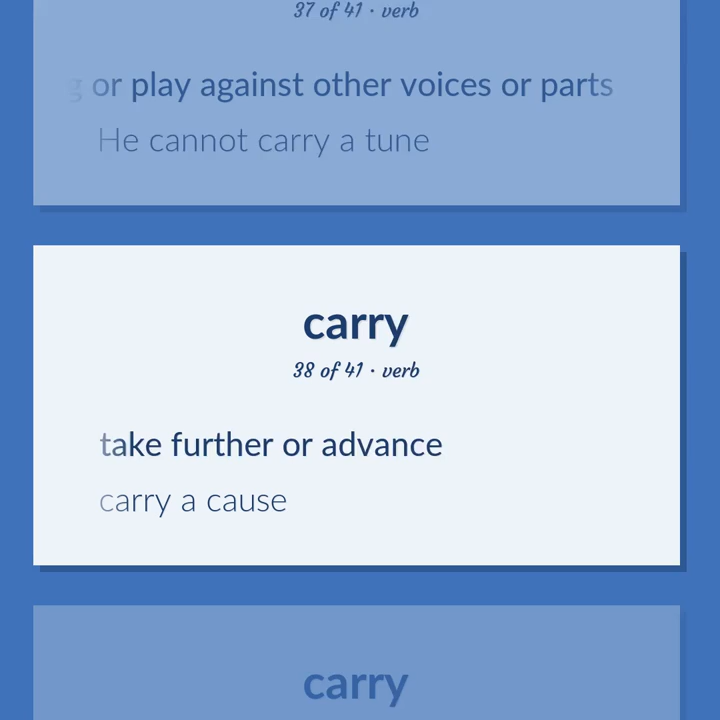 37 of 41 · verb
or play against other voices or parts
He cannot carry a tune
carry
38 of 41 · verb
take further or advance
carry a cause
carry